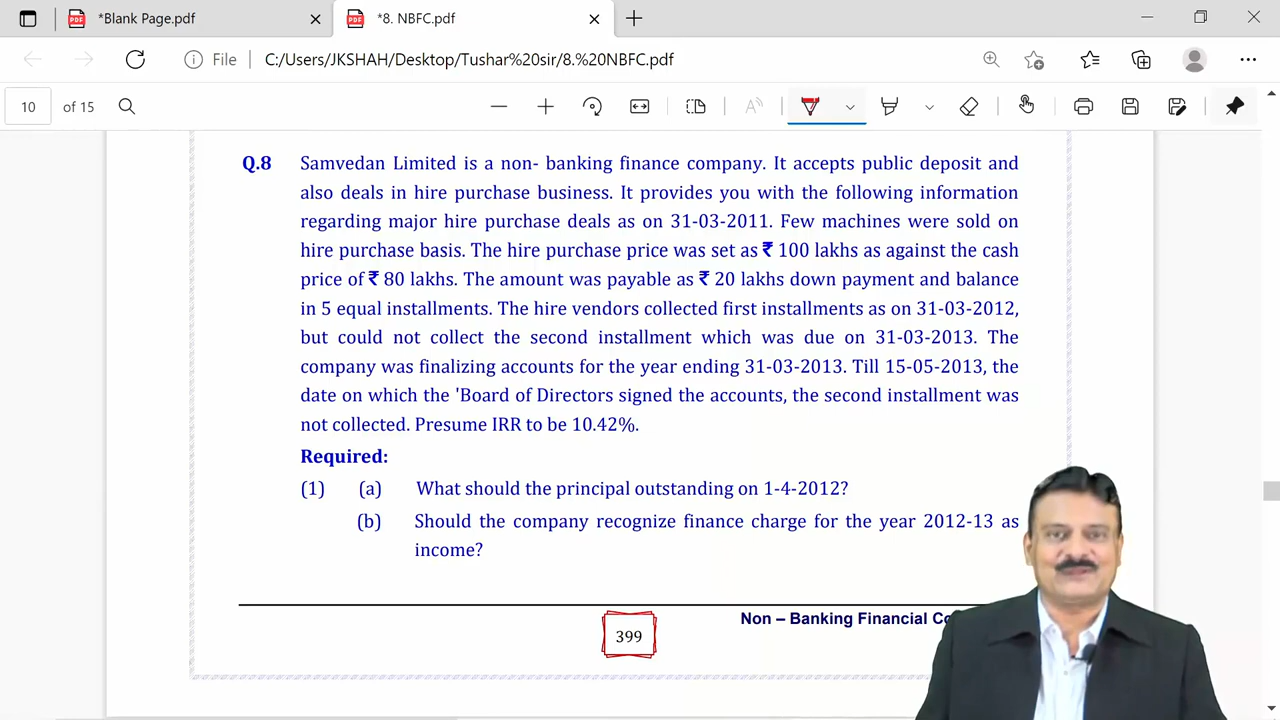 *Blank Page.pdf
*8. NBFC.pdf
File C:/Users/JKSHAH/Desktop/Tushar%20sir/8.%20NBFC.pdf
10 of 15
Q.8 Samvedan Limited is a non- banking finance company. It accepts public deposit and
also deals in hire purchase business. It provides you with the following information
regarding major hire purchase deals as on 31-03-2011. Few machines were sold on
hire purchase basis. The hire purchase price was set as ₹ 100 lakhs as against the cash
price of ₹ 80 lakhs. The amount was payable as ₹ 20 lakhs down payment and balance
in 5 equal installments. The hire vendors collected first installments as on 31-03-2012,
but could not collect the second installment which was due on 31-03-2013. The
company was finalizing accounts for the year ending 31-03-2013. Till 15-05-2013, the
date on which the 'Board of Directors signed the accounts, the second installment was
not collected. Presume IRR to be 10.42%.
Required:
(1) (a) What should the principal outstanding on 1-4-2012?
(b) Should the company recognize finance charge for the year 2012-13 as
income?
Non – Banking Financial
399